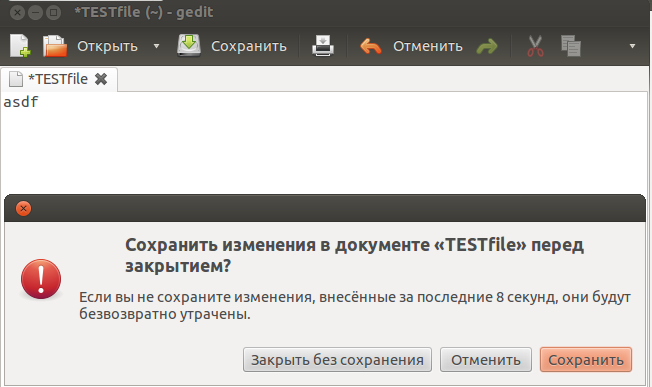 *TESTfile (~) - gedit
Открыть Сохранить Отменить
*TESTfile
asdf
Сохранить изменения в документе «TESTfile» перед
закрытием?
Если вы не сохраните изменения, внесённые за последние 8 секунд, они будут
безвозвратно утрачены.
Закрыть без сохранения Отменить Сохранить